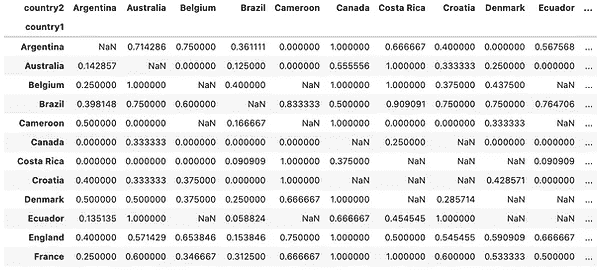 country2 Argentina Australia Belgium Brazil Cameroon Canada Costa Rica Croatia Denmark Ecuador ...
country1
Argentina NaN 0.714286 0.750000 0.361111 0.000000 1.000000 0.666667 0.400000 0.000000 0.567568 ...
Australia 0.142857 NaN 0.000000 0.125000 0.000000 0.555556 1.000000 0.333333 0.250000 0.000000 ...
Belgium 0.250000 1.000000 NaN 0.400000 NaN 1.000000 1.000000 0.375000 0.437500 NaN ...
Brazil 0.398148 0.750000 0.600000 NaN 0.833333 0.500000 0.909091 0.750000 0.750000 0.764706 ...
Cameroon 0.500000 0.000000 NaN 0.166667 NaN 1.000000 0.000000 0.000000 0.333333 NaN ...
Canada 0.000000 0.333333 0.000000 0.000000 0.000000 NaN 0.250000 NaN 0.000000 0.000000 ...
Costa Rica 0.000000 0.000000 0.000000 0.090909 1.000000 0.375000 NaN NaN NaN 0.090909 ...
Croatia 0.400000 0.333333 0.375000 0.000000 1.000000 NaN NaN NaN 0.428571 0.000000 ...
Denmark 0.500000 0.500000 0.375000 0.250000 0.666667 1.000000 NaN 0.285714 NaN NaN ...
Ecuador 0.135135 1.000000 NaN 0.058824 NaN 0.666667 0.454545 1.000000 NaN NaN ...
England 0.400000 0.571429 0.653846 0.153846 0.750000 1.000000 0.500000 0.545455 0.590909 0.666667 ...
France 0.250000 0.600000 0.346667 0.312500 0.666667 1.000000 1.000000 0.600000 0.533333 0.500000 ...